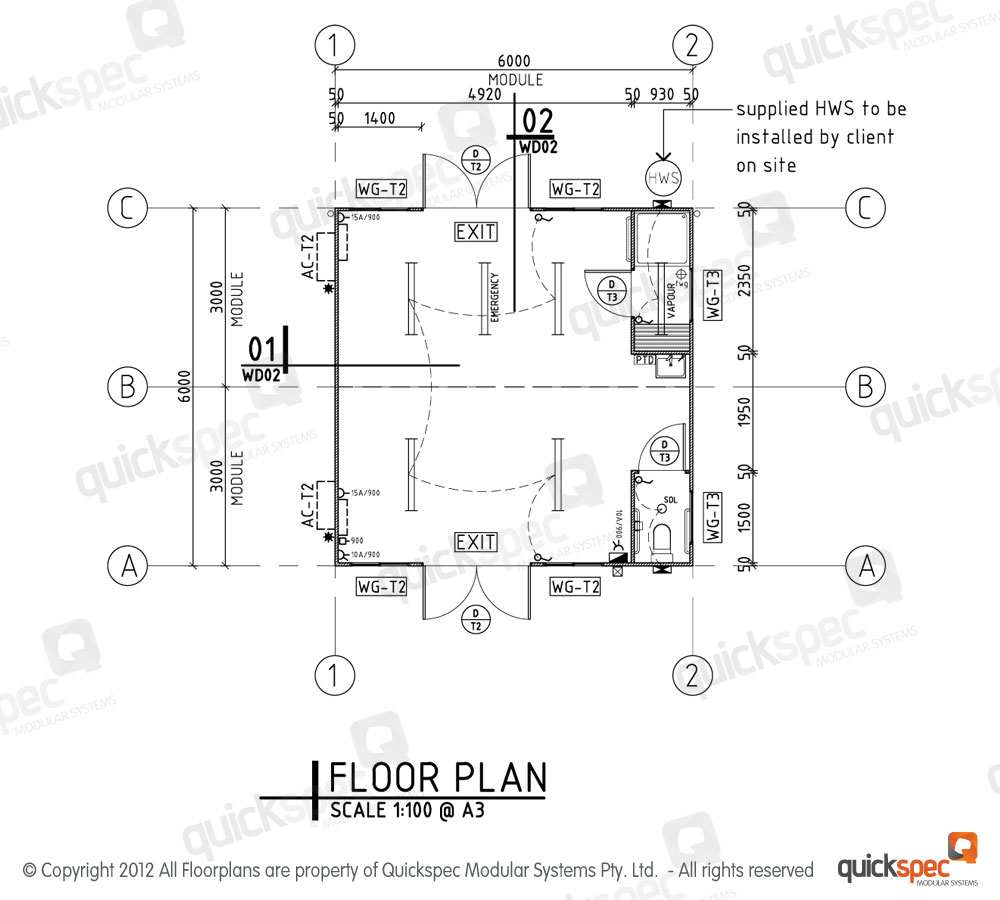 1
2
6000
MODULE
50 4920 50 930 50
50 1400
02
WD02
supplied HWS to be
installed by client
on site
HWS
D
T2
WG-T2
WG-T2
C
C
EXIT
15A/900
AC-T2
EMERGENCY
D
T3
VAPOUR
fwg
WG-T3
50
2350
50
3000
MODULE
01
WD02
PTD
B
B
6000
1950
3000
MODULE
D
T3
50
SDL
WG-T3
1500
50
15A/900
AC-T2
900
10A/900
EXIT
10A/900
A
A
WG-T2
WG-T2
D
T2
1
2
FLOOR PLAN
SCALE 1:100 @ A3
© Copyright 2012 All Floorplans are property of Quickspec Modular Systems Pty. Ltd. - All rights reserved
quickspec
MODULAR SYSTEMS